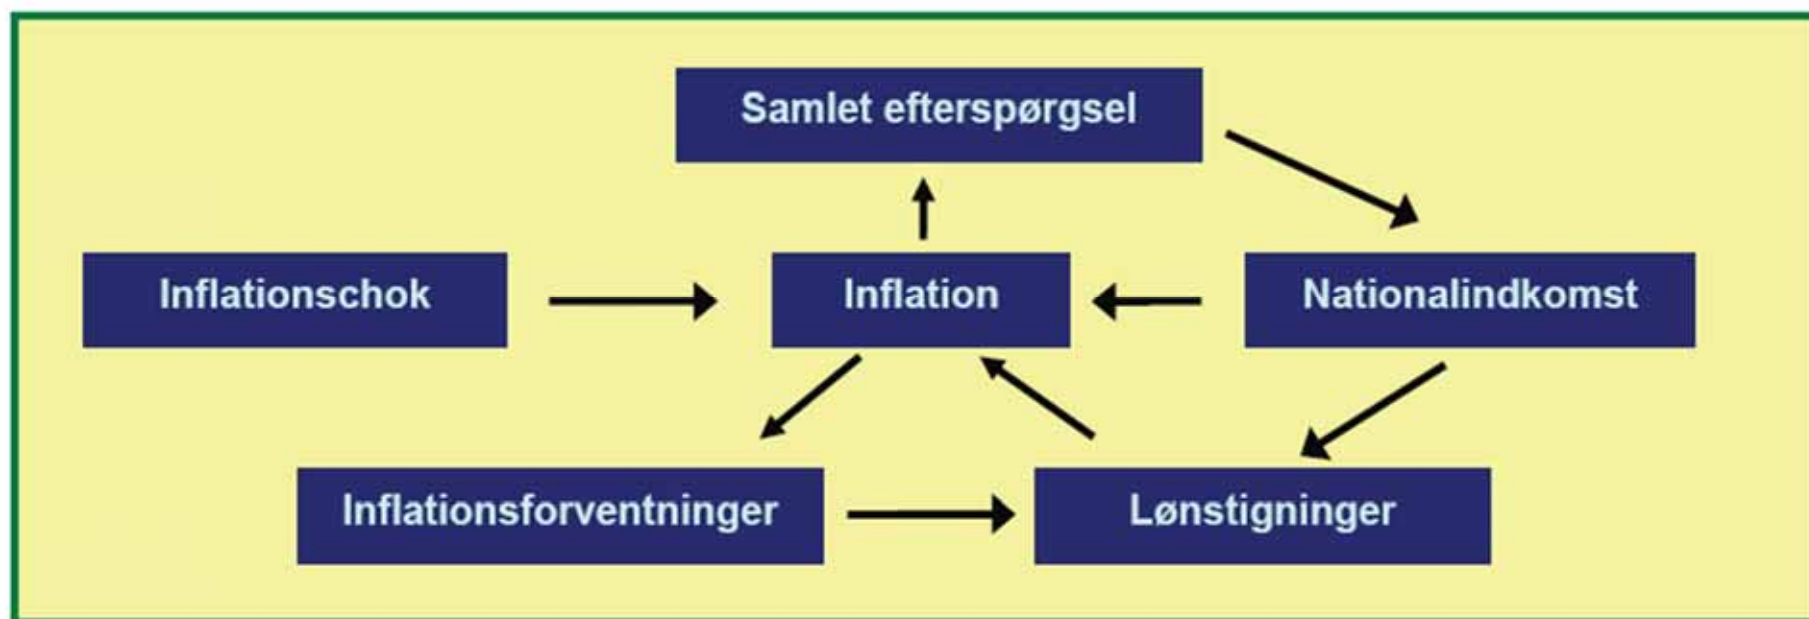 Samlet efterspørgsel
Inflationschok
Inflation
Nationalindkomst
Inflationsforventninger
Lønstigninger